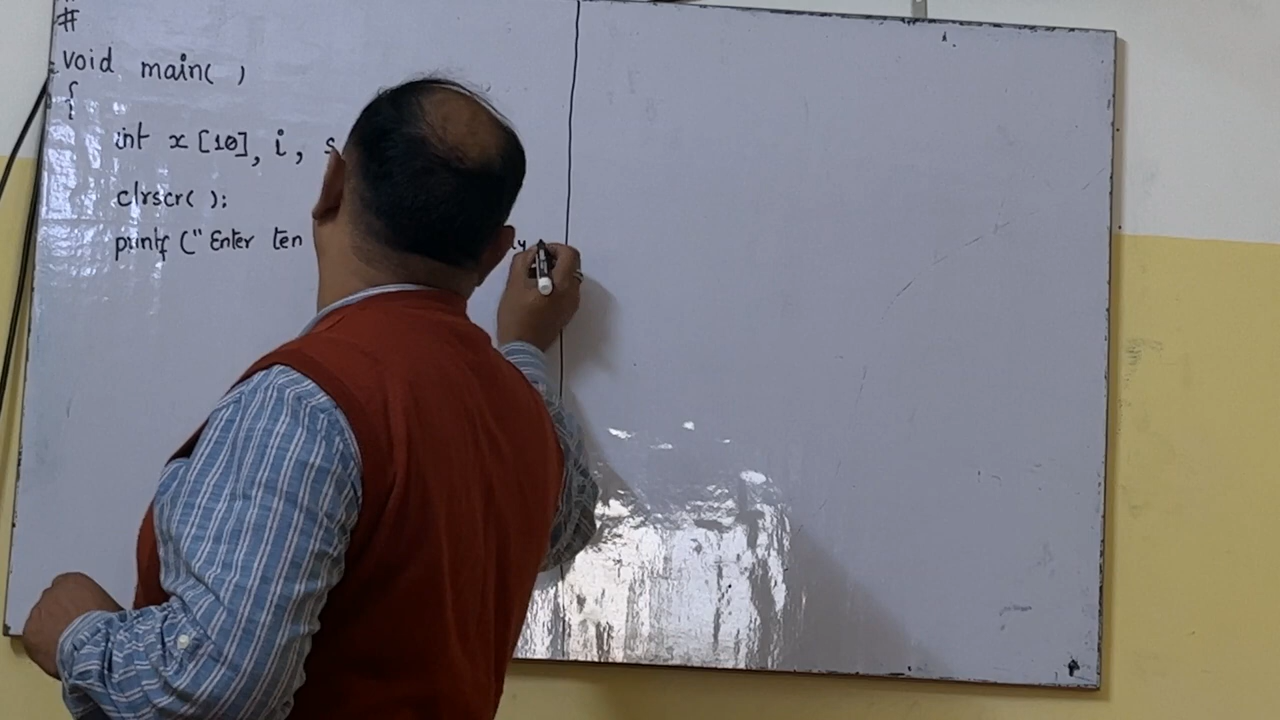 #
void main( )
{
int x [10], i, s
clrscr( );
printf (" Enter ten